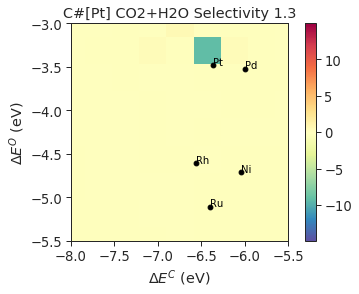 C#[Pt] CO2+H2O Selectivity 1.3
−3.0
−3.5
−4.0
−4.5
−5.0
−5.5
ΔE^O (eV)
Pt
Pd
Rh
Ni
Ru
−8.0 −7.5 −7.0 −6.5 −6.0 −5.5
ΔE^C (eV)
10
5
0
−5
−10